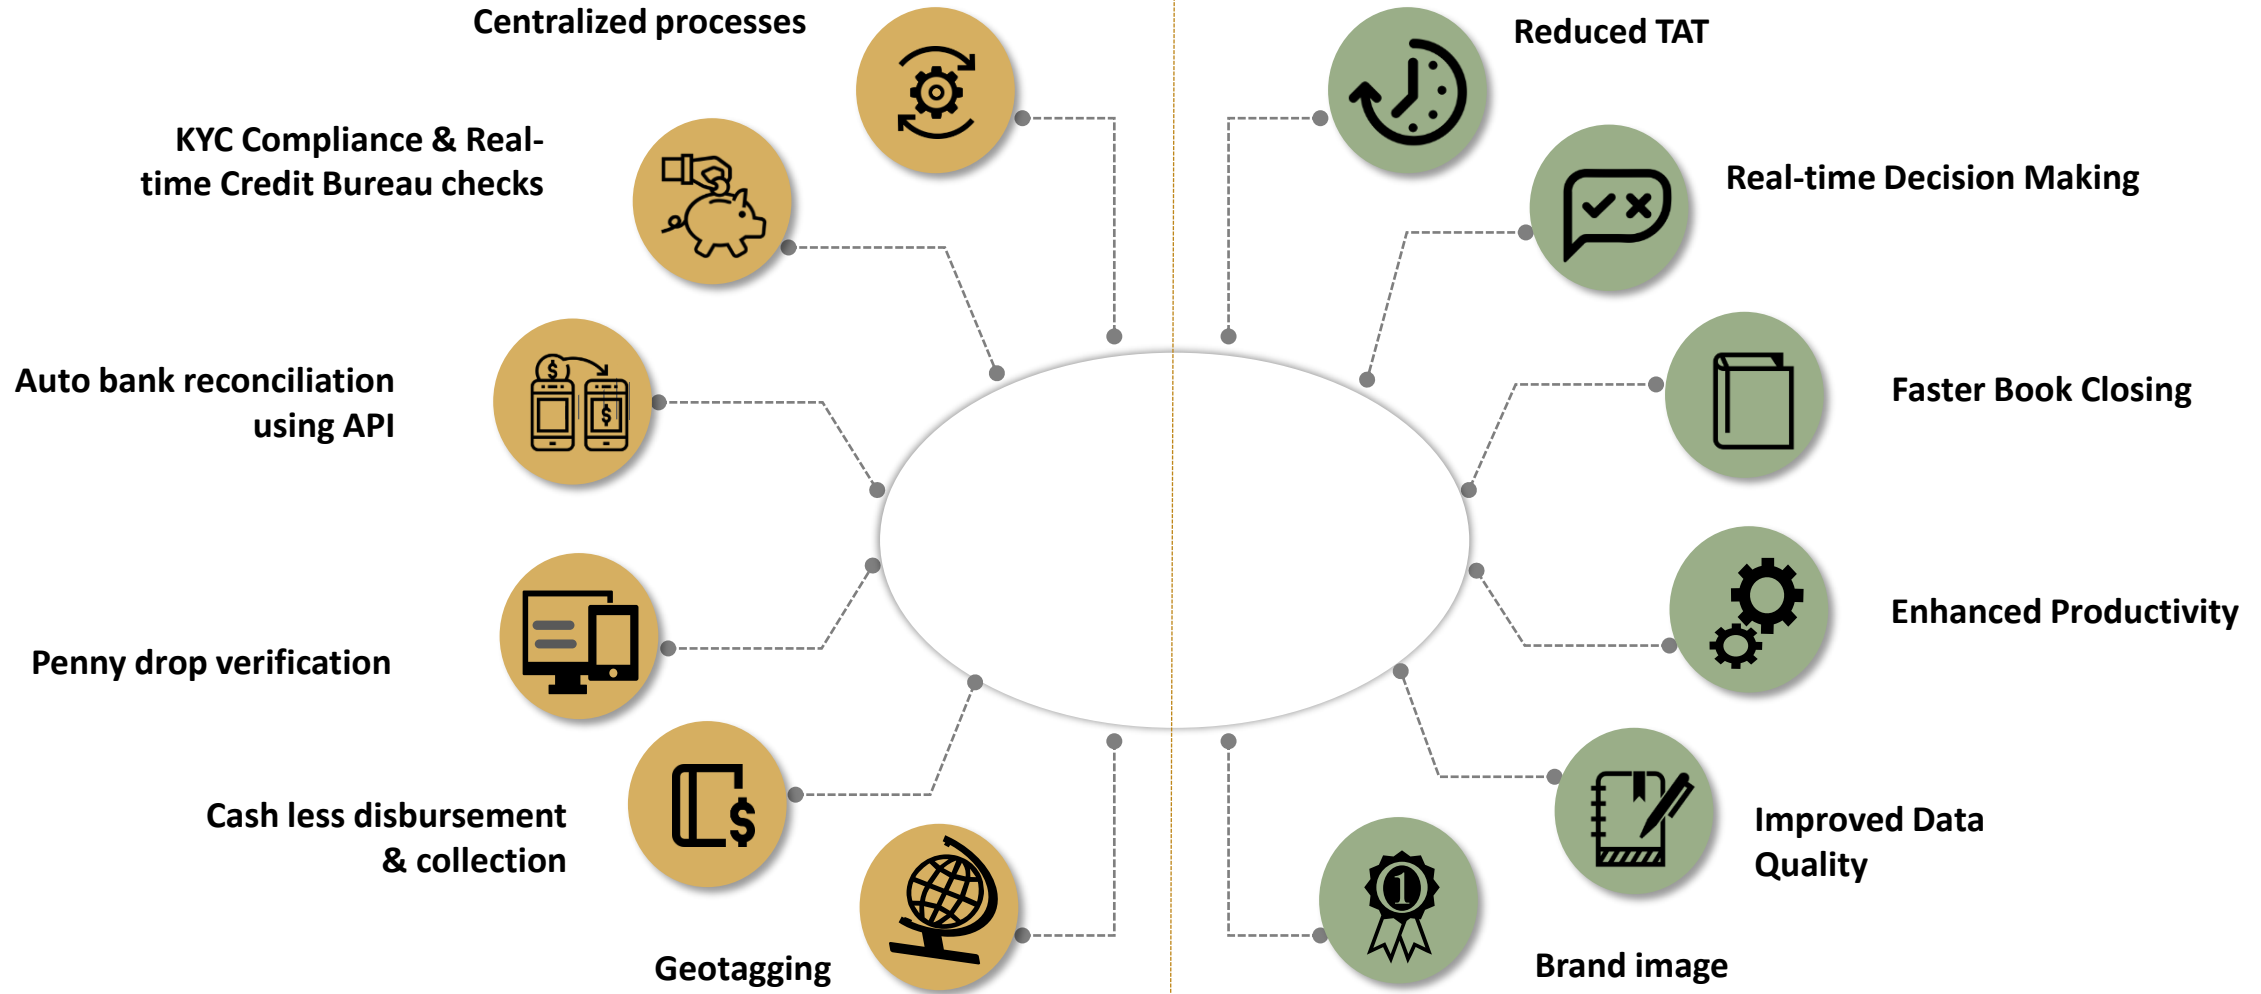 Centralized processes
KYC Compliance & Real-
time Credit Bureau checks
Auto bank reconciliation
using API
Penny drop verification
Cash less disbursement
& collection
Geotagging
Reduced TAT
Real-time Decision Making
Faster Book Closing
Enhanced Productivity
Improved Data
Quality
Brand image
$
$
$
1